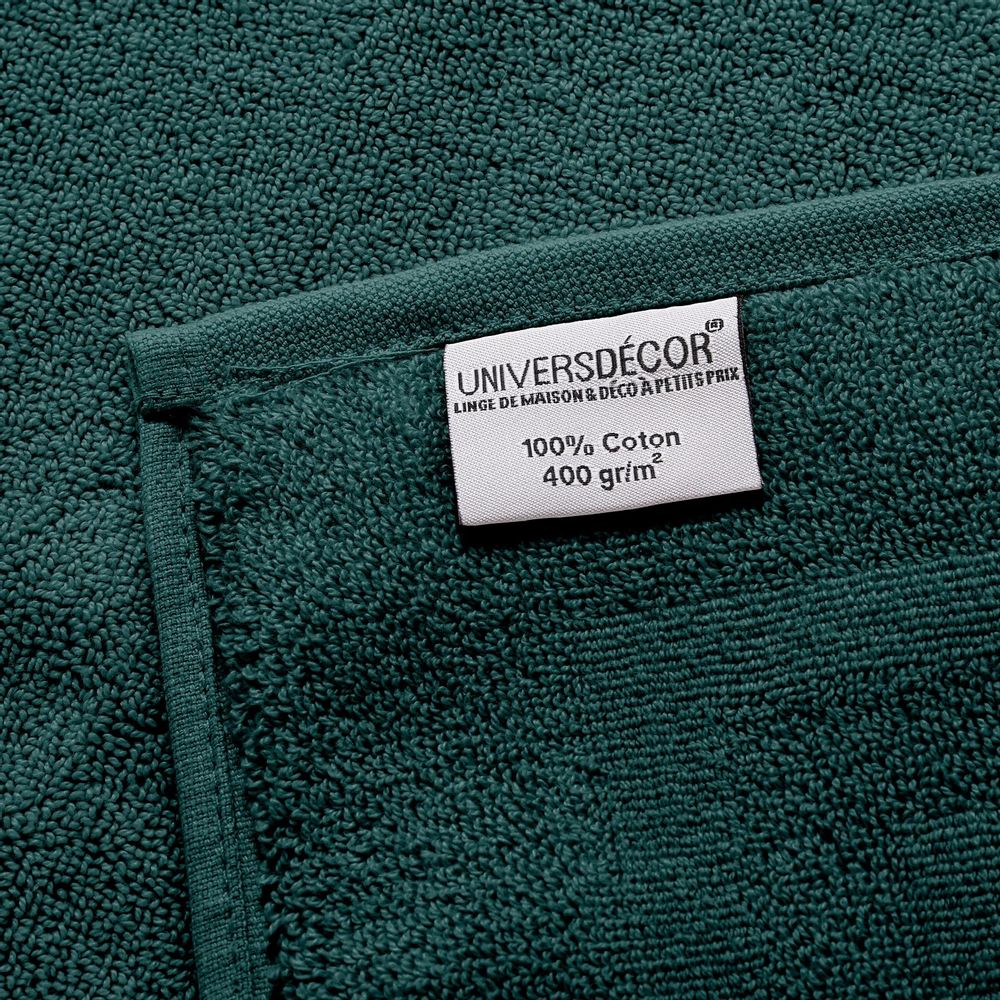 UNIVERSDÉCOR®
LINGE DE MAISON & DÉCO À PETITS PRIX
100% Coton
400 gr/m²